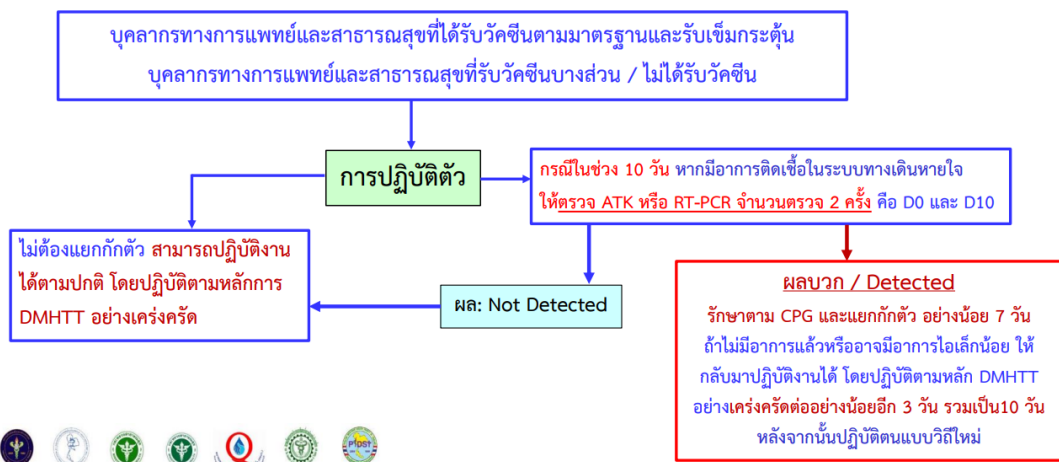 บุคลากรทางการแพทย์และสาธารณสุขที่ได้รับวัคซีนตามมาตรฐานและรับเข็มกระตุ้น
บุคลากรทางการแพทย์และสาธารณสุขที่รับวัคซีนบางส่วน / ไม่ได้รับวัคซีน
การปฏิบัติตัว
กรณีในช่วง 10 วัน หากมีอาการติดเชื้อในระบบทางเดินหายใจ
ให้ตรวจ ATK หรือ RT-PCR จำนวนตรวจ 2 ครั้ง คือ D0 และ D10
ไม่ต้องแยกกักตัว สามารถปฏิบัติงาน
ได้ตามปกติ โดยปฏิบัติตามหลักการ
DMHTT อย่างเคร่งครัด
ผล: Not Detected
ผลบวก / Detected
รักษาตาม CPG และแยกกักตัว อย่างน้อย 7 วัน
ถ้าไม่มีอาการแล้วหรืออาจมีอาการไอเล็กน้อย ให้
กลับมาปฏิบัติงานได้ โดยปฏิบัติตามหลัก DMHTT
อย่างเคร่งครัดต่ออย่างน้อยอีก 3 วัน รวมเป็น10 วัน
หลังจากนั้นปฏิบัติตนแบบวิถีใหม่
PIDST